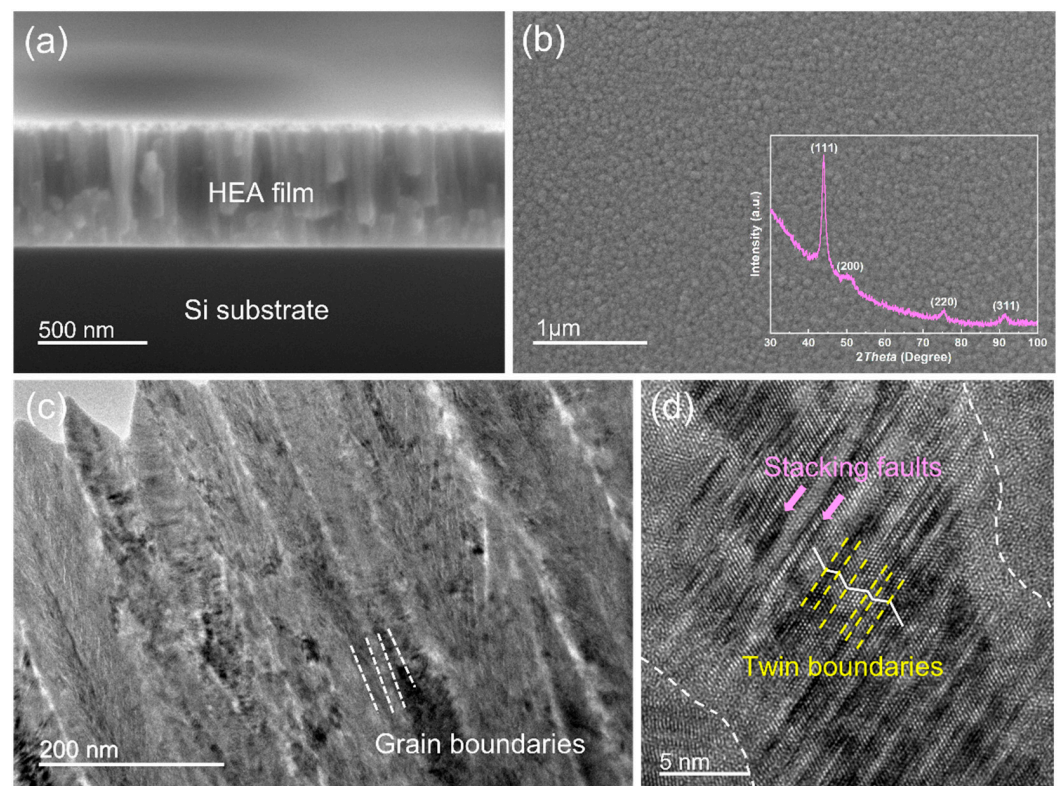 (a)
HEA film
Si substrate
500 nm
(b)
(111)
(200)
(220)
(311)
Intensity (a.u.)
30 40 50 60 70 80 90 100
2Theta (Degree)
1μm
(c)
Grain boundaries
200 nm
(d)
Stacking faults
Twin boundaries
5 nm